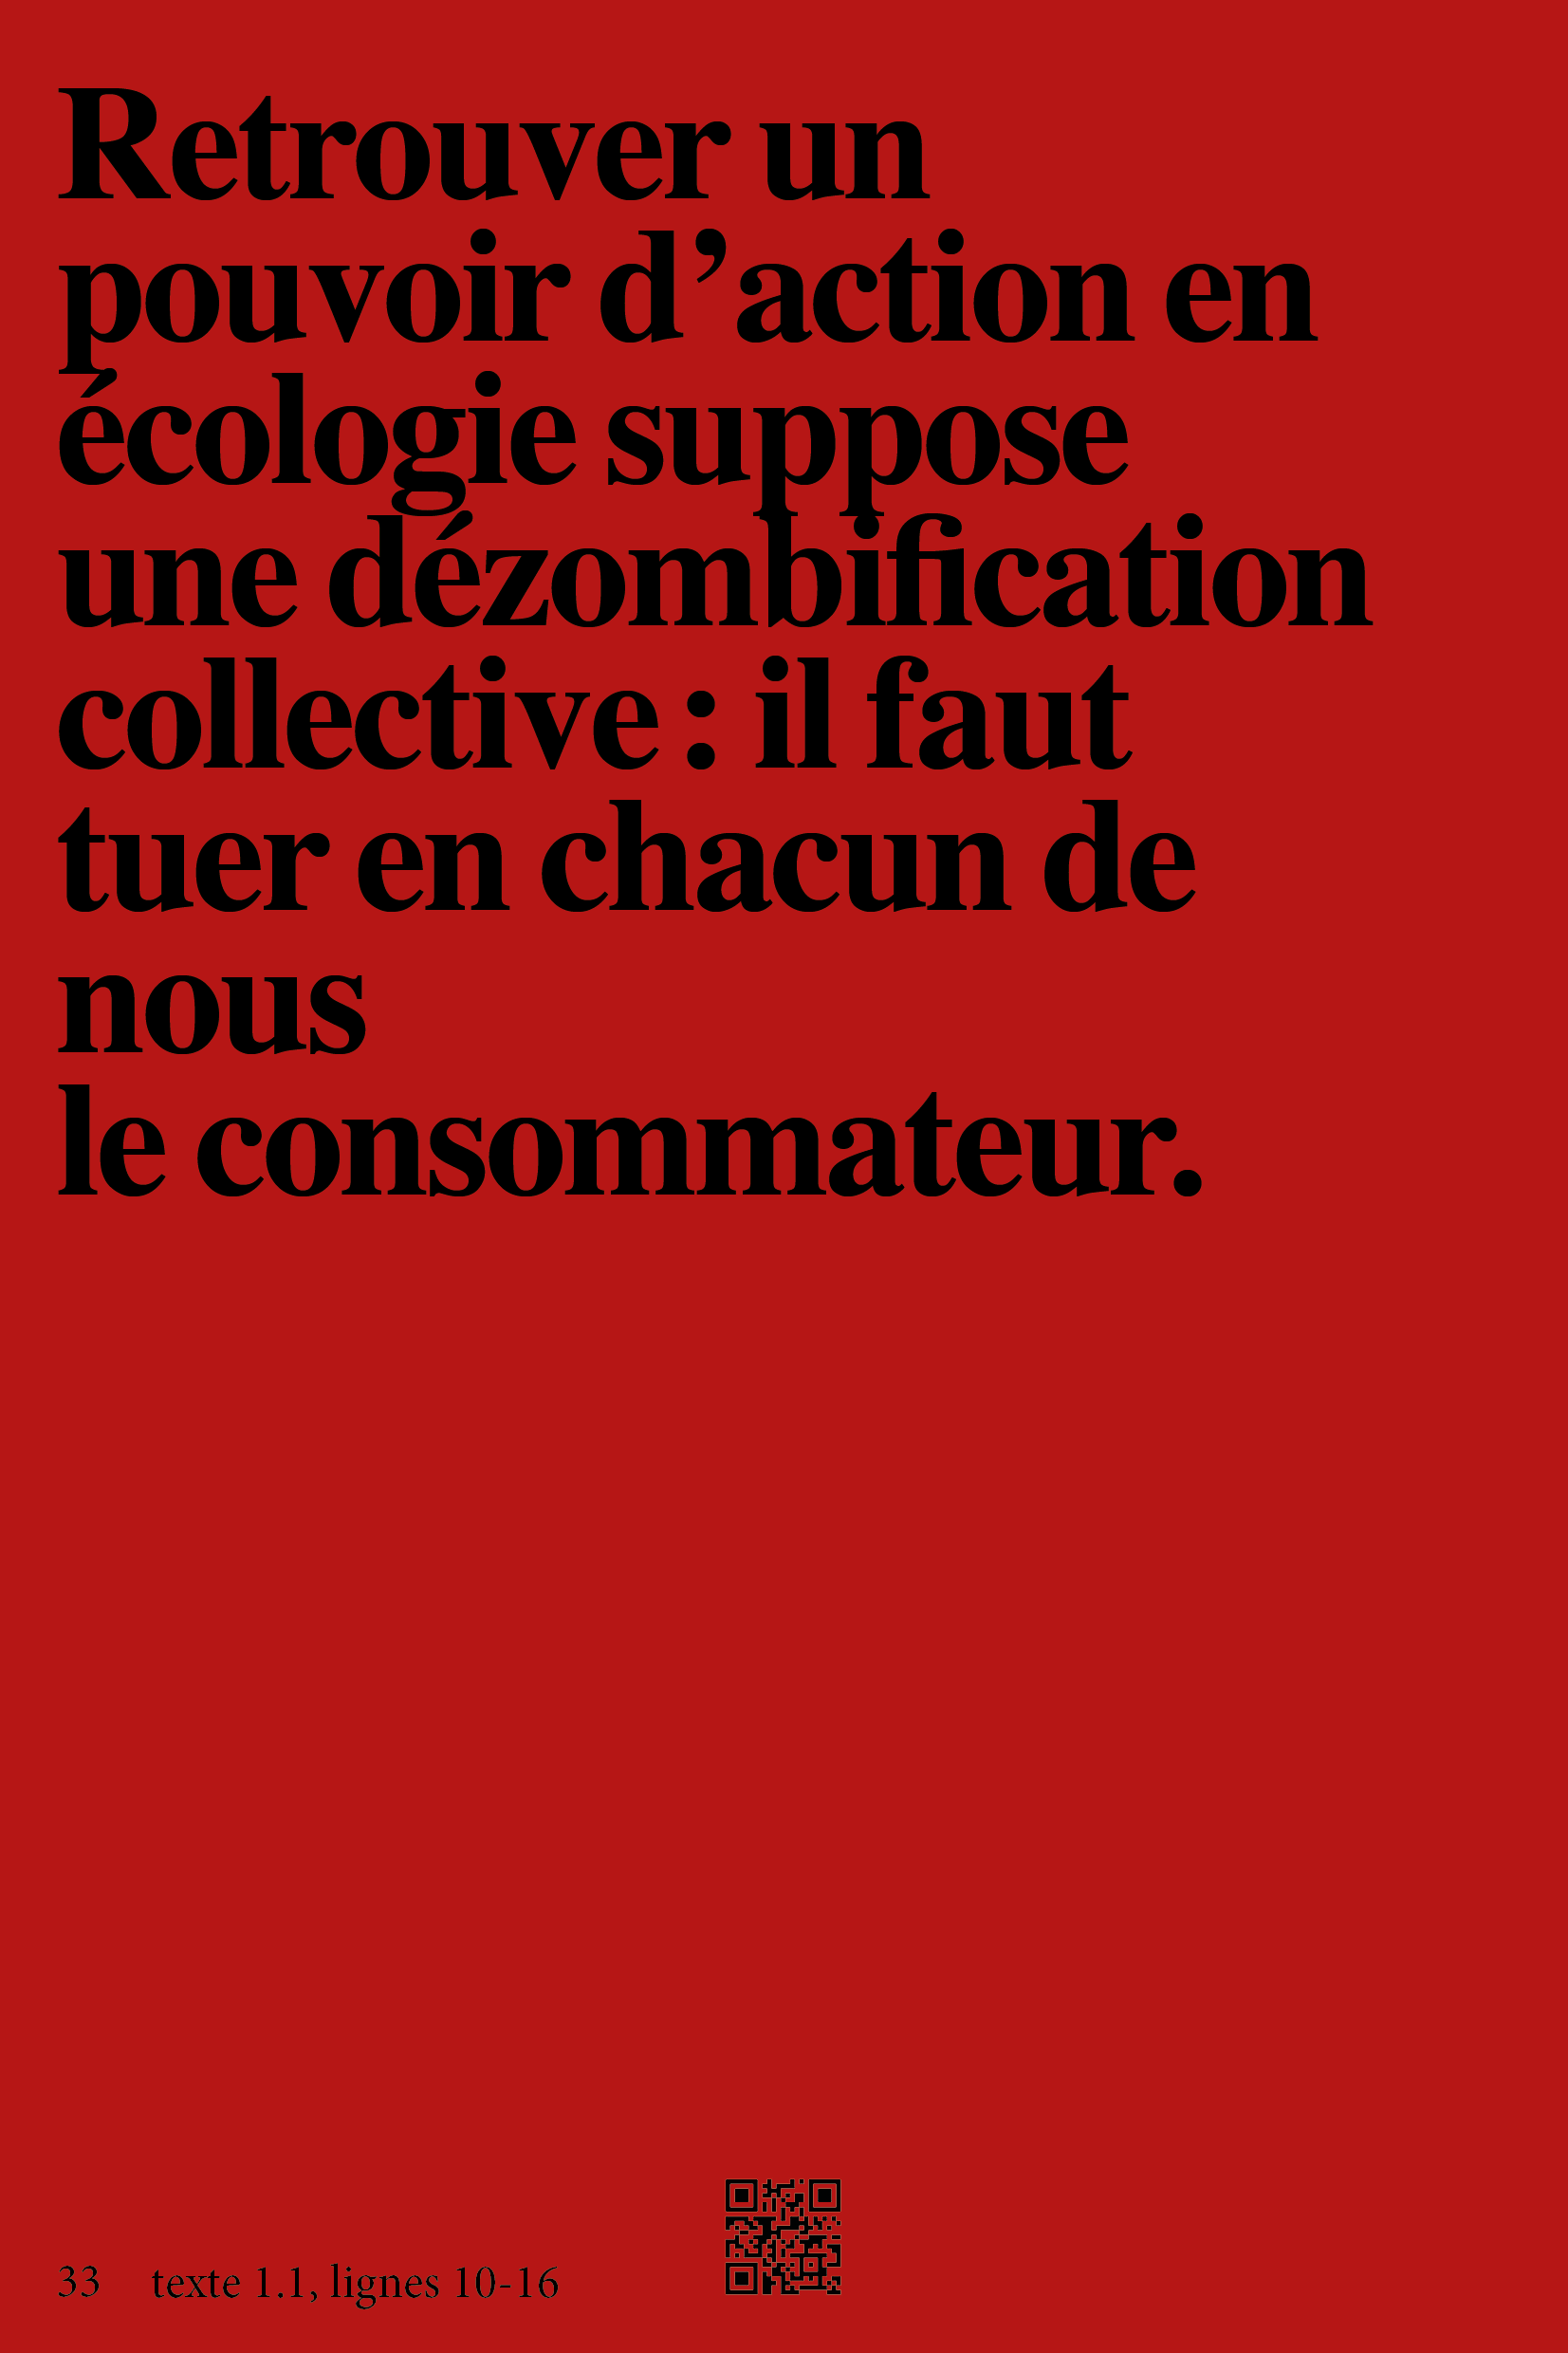 Retrouver un
pouvoir d’action en
écologie suppose
une dézombification
collective : il faut
tuer en chacun de
nous
le consommateur.
33 texte 1.1, lignes 10-16